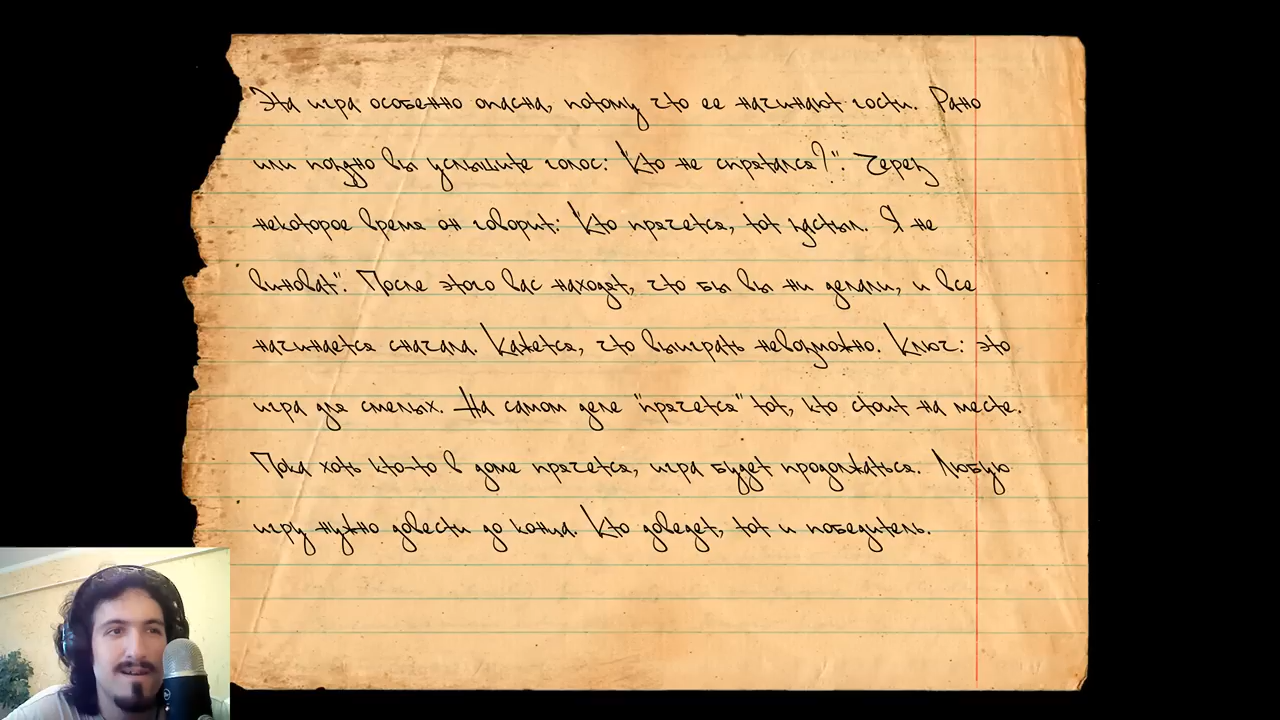 Эта игра особенно опасна, потому что ее начинают гости. Рано
или поздно вы услышите голос: "Кто не спрятался?". Через
некоторое время он говорит: "Кто прячется, тот застыл. Я не
виноват". После этого вас находят, что бы вы ни делали, и все
начинается сначала. Кажется, что выиграть невозможно. Ключ: это
игра для смелых. На самом деле "прячется" тот, кто стоит на месте.
Пока хоть кто-то в доме прячется, игра будет продолжаться. Любую
игру нужно довести до конца. Кто доведет, тот и победитель.